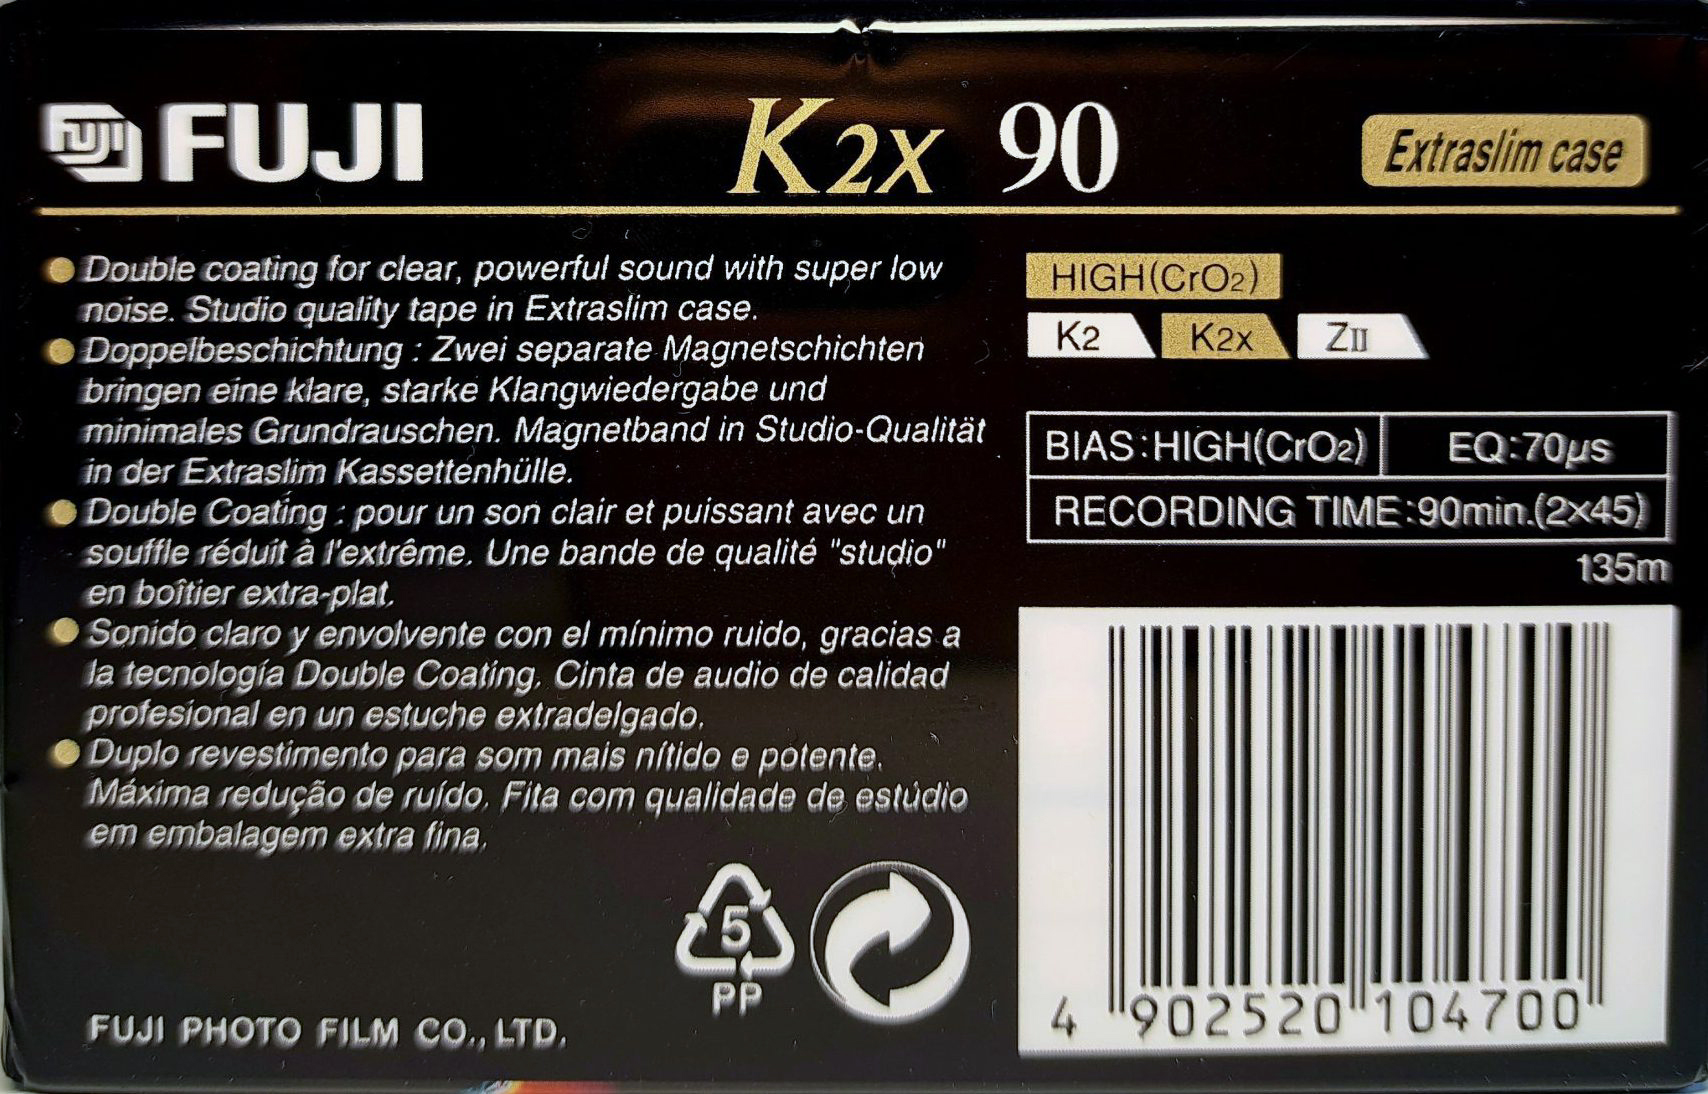 FUJI FUJI K2x 90 Extraslim case
Double coating for clear, powerful sound with super low
noise. Studio quality tape in Extraslim case.
Doppelbeschichtung : Zwei separate Magnetschichten
bringen eine klare, starke Klangwiedergabe und
minimales Grundrauschen. Magnetband in Studio-Qualität
in der Extraslim Kassettenhülle.
Double Coating : pour un son clair et puissant avec un
souffle réduit à l'extrême. Une bande de qualité "studio"
en boîtier extra-plat.
Sonido claro y envolvente con el mínimo ruido, gracias a
la tecnología Double Coating. Cinta de audio de calidad
profesional en un estuche extradelgado.
Duplo revestimento para som mais nítido e potente.
Máxima redução de ruído. Fita com qualidade de estúdio
em embalagem extra fina.
HIGH(CrO2)
K2 K2x ZII
BIAS:HIGH(CrO2) EQ:70µs
RECORDING TIME:90min.(2×45)
135m
5
PP
FUJI PHOTO FILM CO., LTD.
4 902520 104700